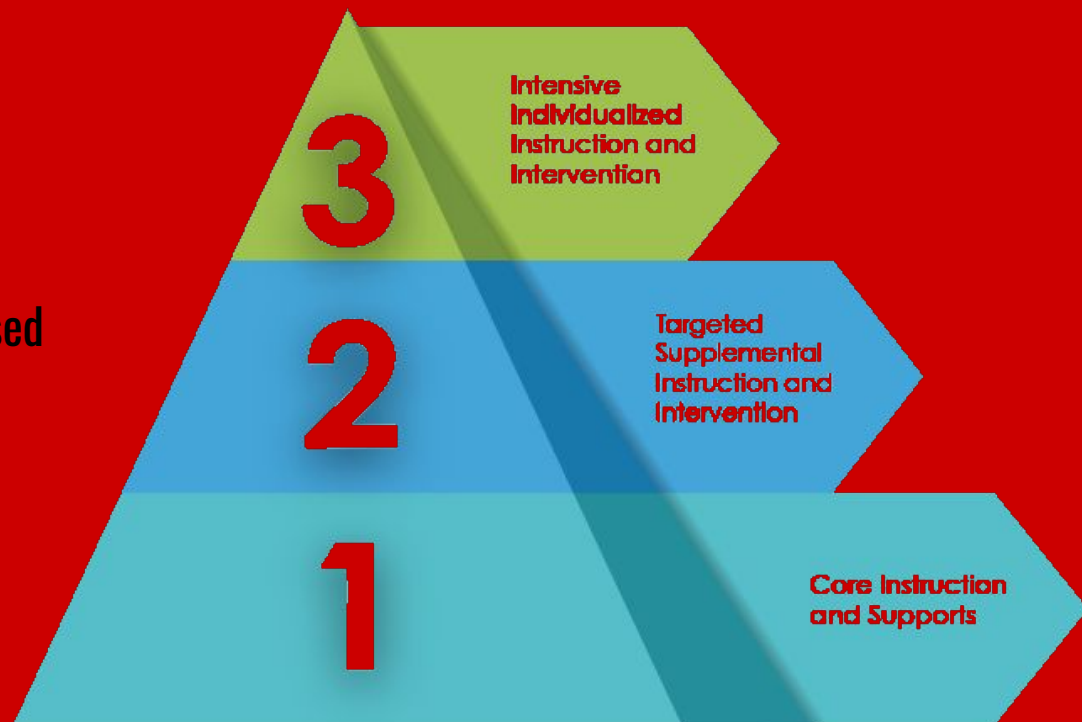 3
Intensive
Individualized
Instruction and
Intervention
2
Targeted
Supplemental
Instruction and
Intervention
1
Core Instruction
and Supports